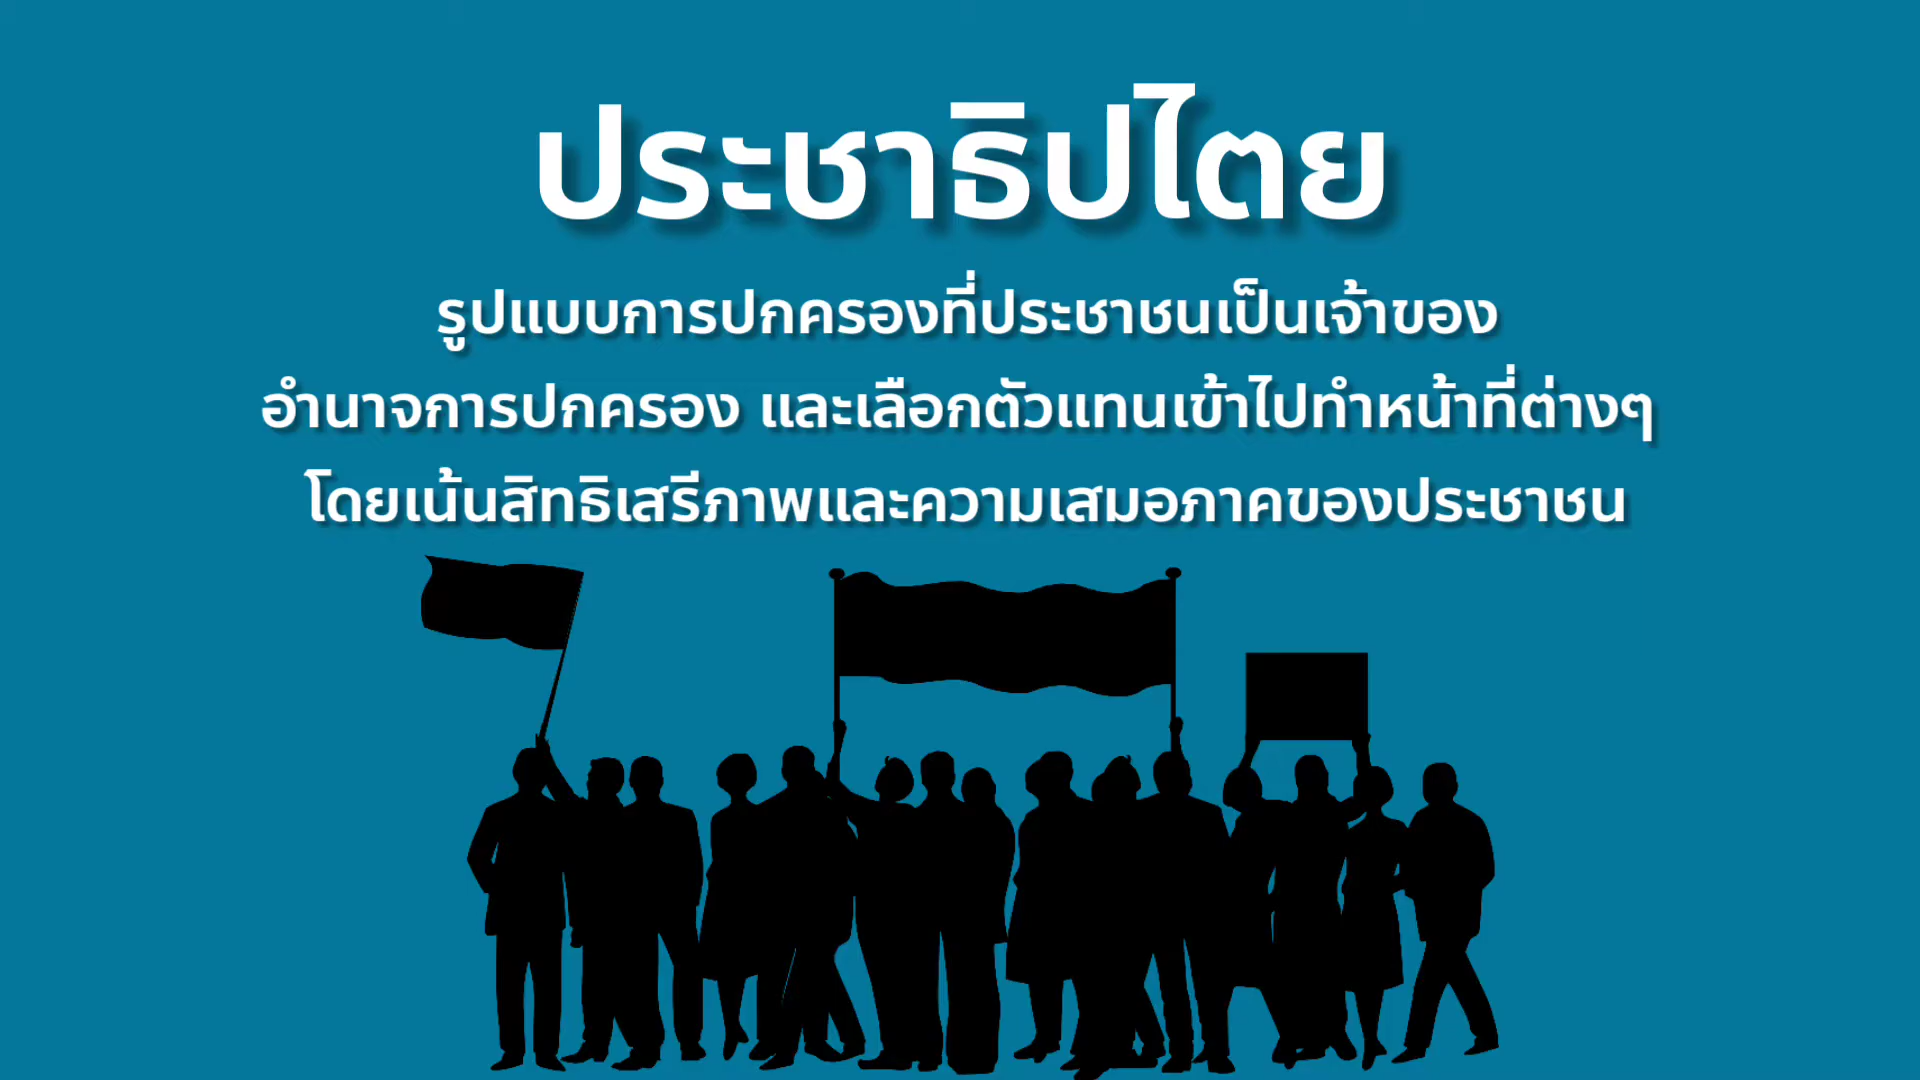 ประชาธิปไตย
รูปแบบการปกครองที่ประชาชนเป็นเจ้าของ
อำนาจการปกครอง และเลือกตัวแทนเข้าไปทำหน้าที่ต่างๆ
โดยเน้นสิทธิเสรีภาพและความเสมอภาคของประชาชน